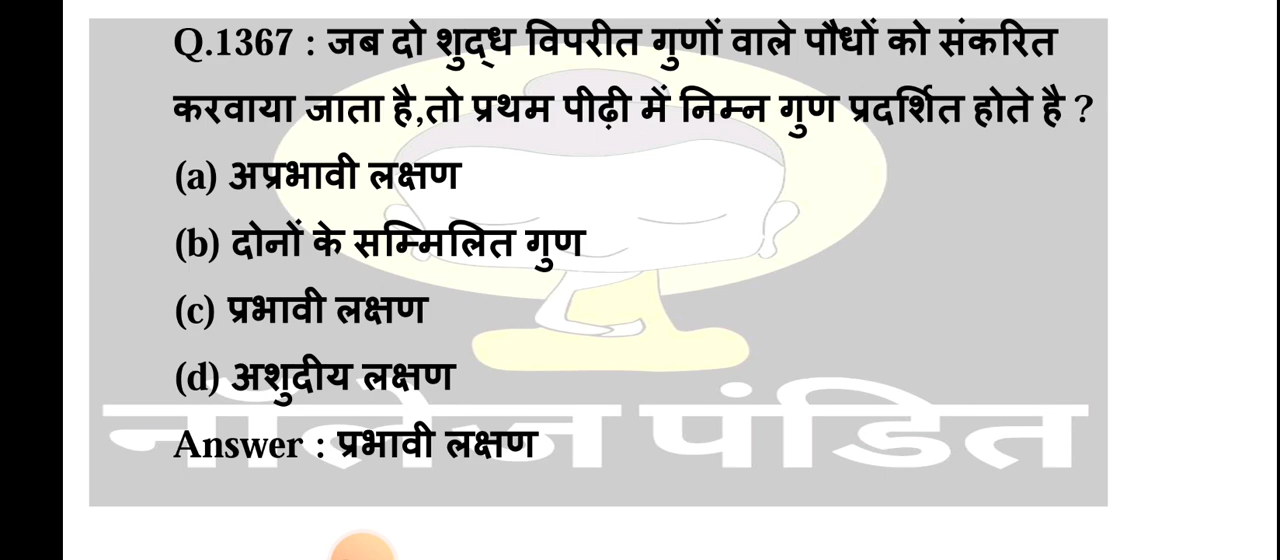 Q.1367 : जब दो शुद्ध विपरीत गुणों वाले पौधों को संकरित
करवाया जाता है,तो प्रथम पीढ़ी में निम्न गुण प्रदर्शित होते है ?
(a) अप्रभावी लक्षण
(b) दोनों के सम्मिलित गुण
(c) प्रभावी लक्षण
(d) अशुदीय लक्षण
Answer : प्रभावी लक्षण
नॉलेज पंडित